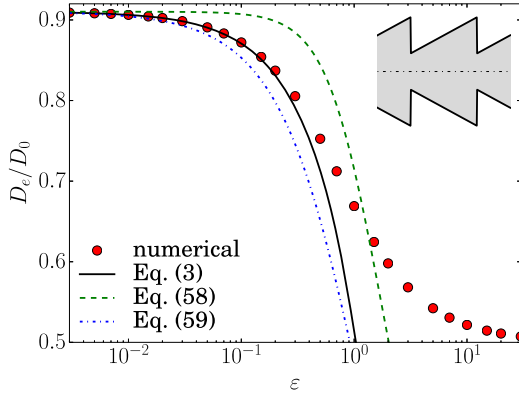 0.9
0.8
0.7
0.6
0.5
D_e/D_0
numerical
Eq. (3)
Eq. (58)
Eq. (59)
10^{-2} 10^{-1} 10^0 10^1
ε